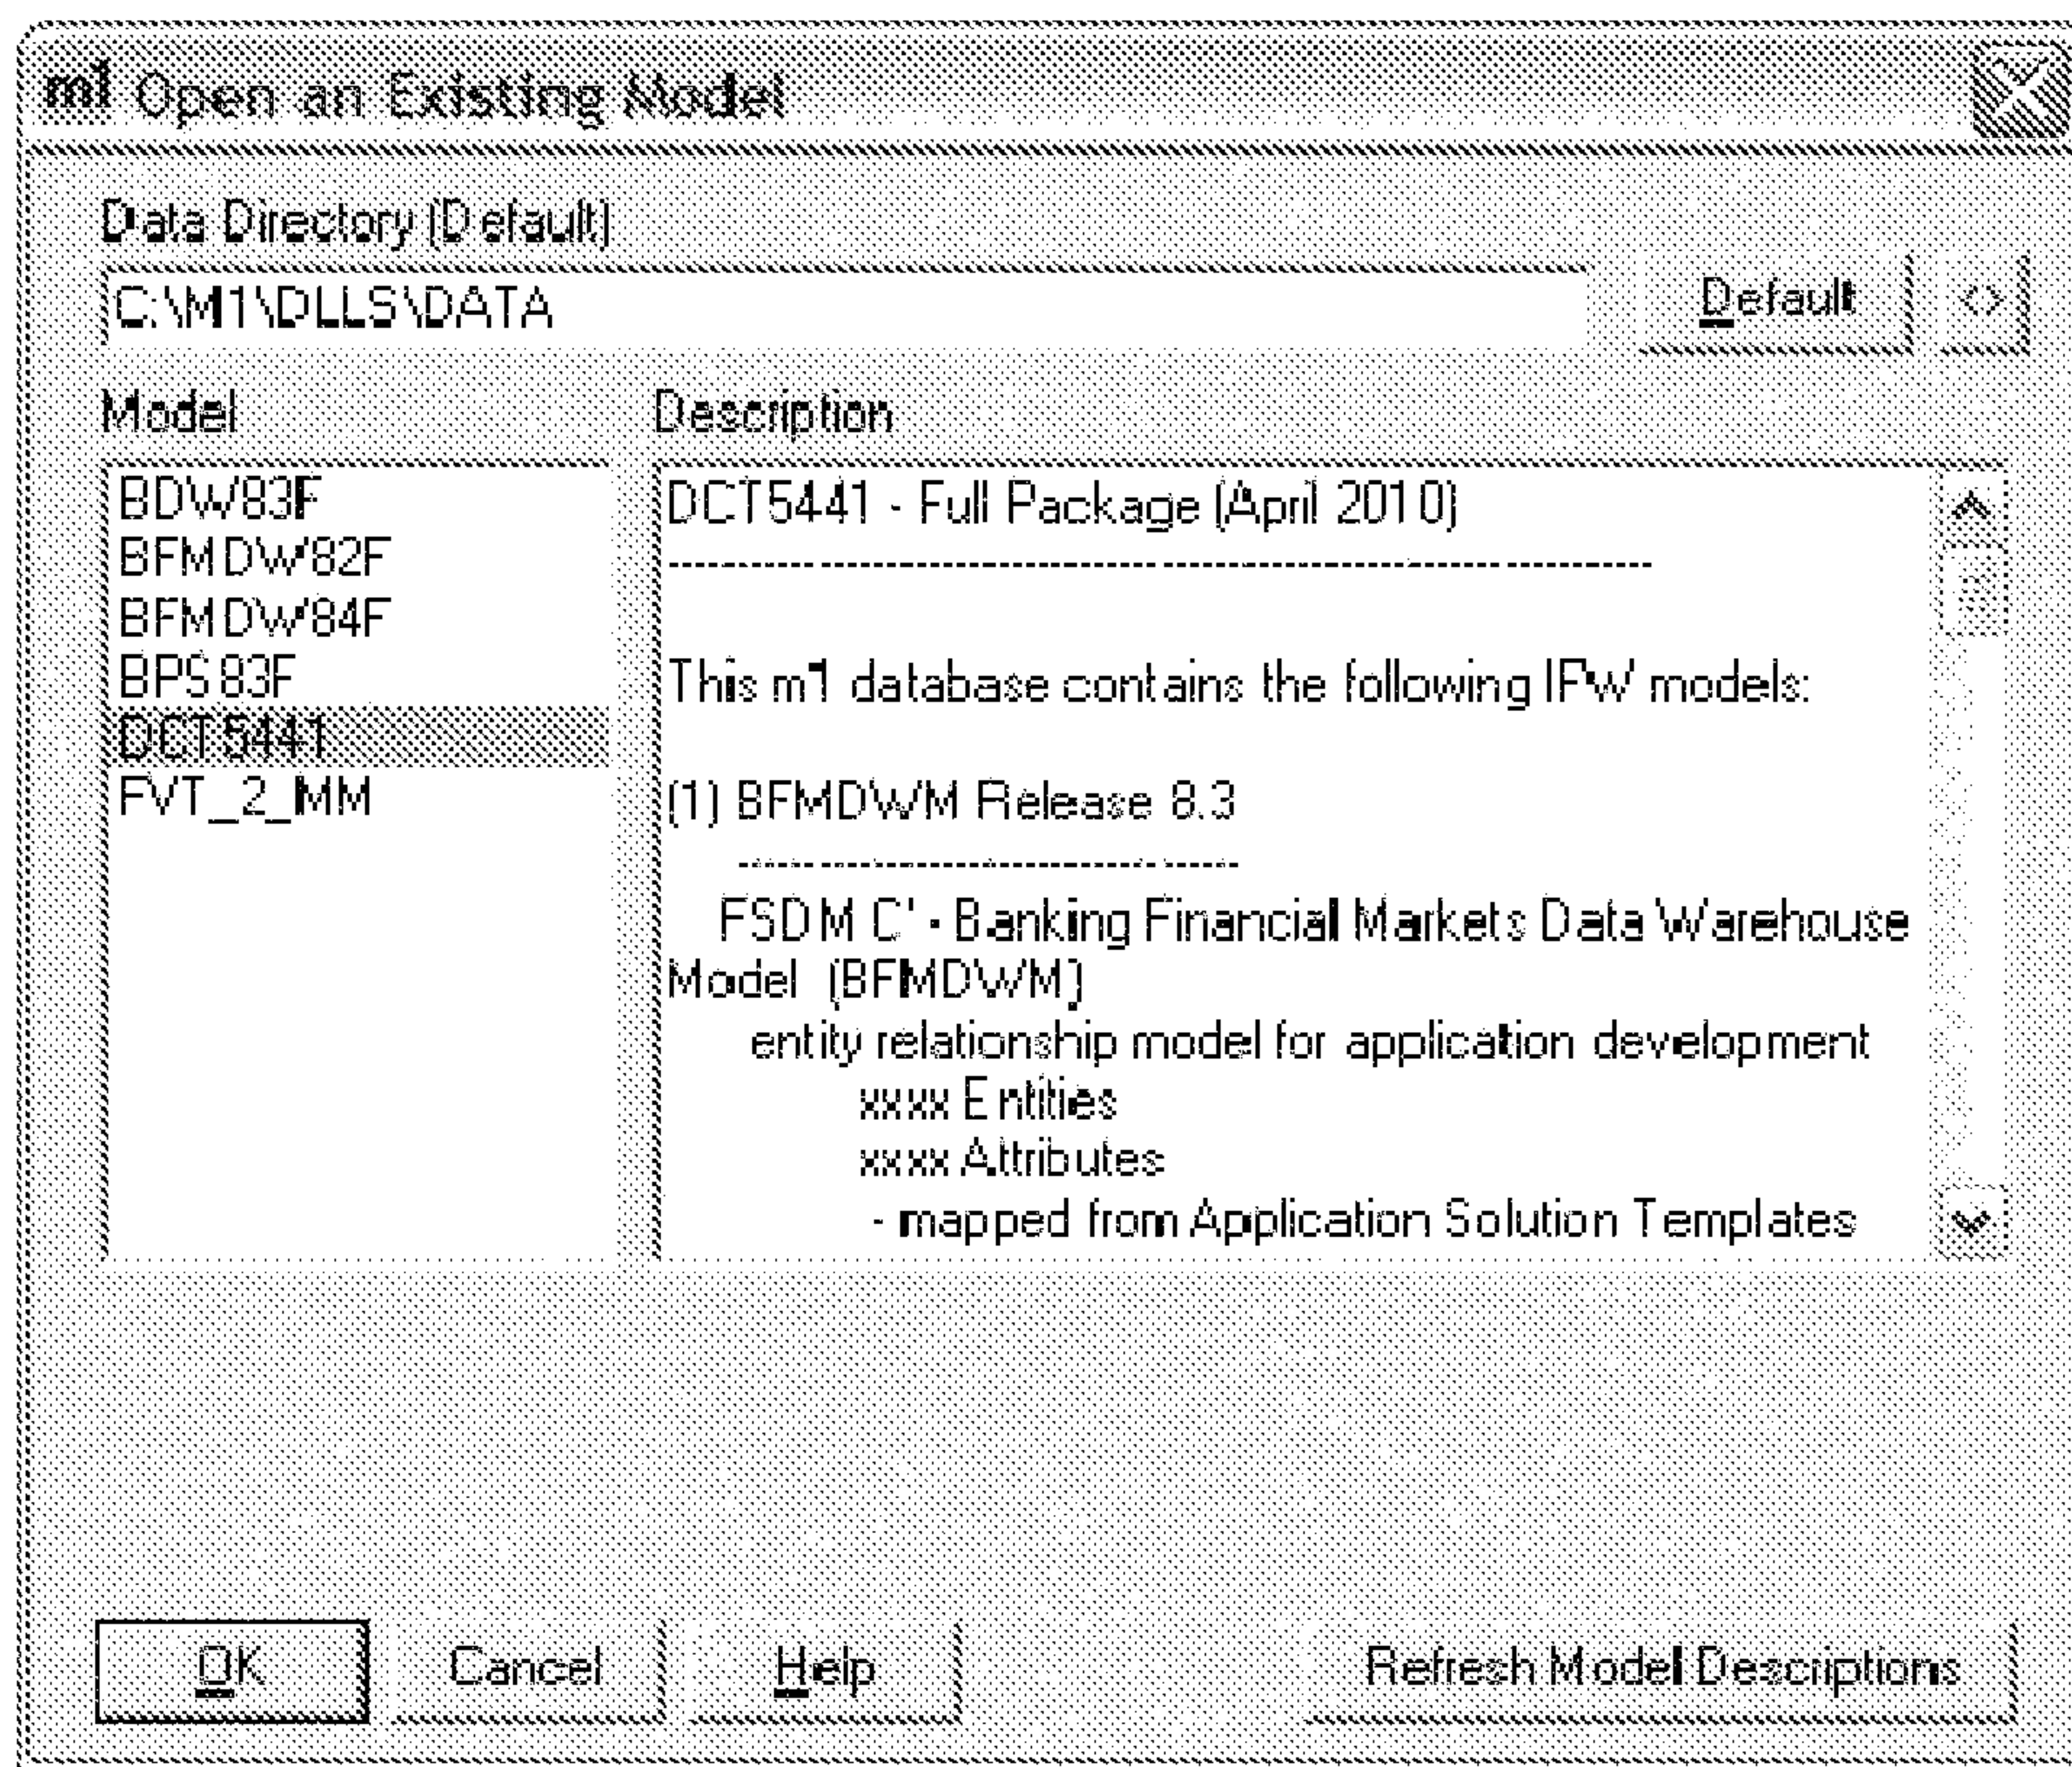 m1 Open an Existing Model
Data Directory (Default)
C:\M1\DLLS\DATA
Default
<>
Model
Description
BDW83F
BFMDW82F
BFMDW84F
BPS83F
DCT5441
FVT_2_MM
DCT5441 - Full Package (April 2010)
------------------------------------------------------------------------
This m1 database contains the following IFW models:
(1) BFMDWM Release 8.3
------------------------------------
FSDM C' - Banking Financial Markets Data Warehouse
Model (BFMDWM)
entity relationship model for application development
xxxx Entities
xxxx Attributes
- mapped from Application Solution Templates
OK
Cancel
Help
Refresh Model Descriptions